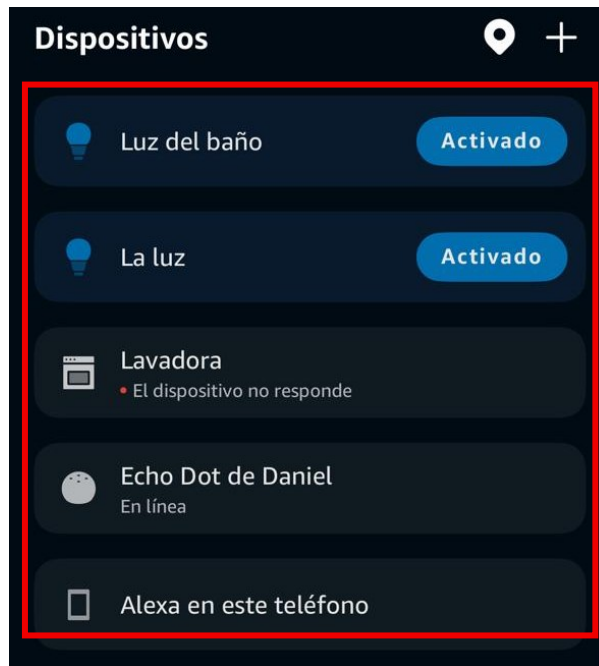 Dispositivos
Luz del baño
Activado
La luz
Activado
Lavadora
• El dispositivo no responde
Echo Dot de Daniel
En línea
Alexa en este teléfono